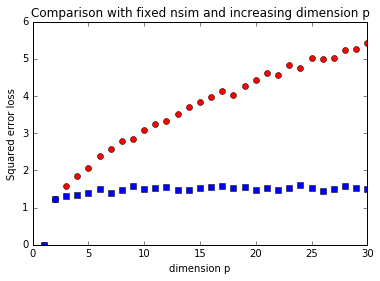 Comparison with fixed nsim and increasing dimension p
6
5
4
3
2
1
0
Squared error loss
0 5 10 15 20 25 30
dimension p